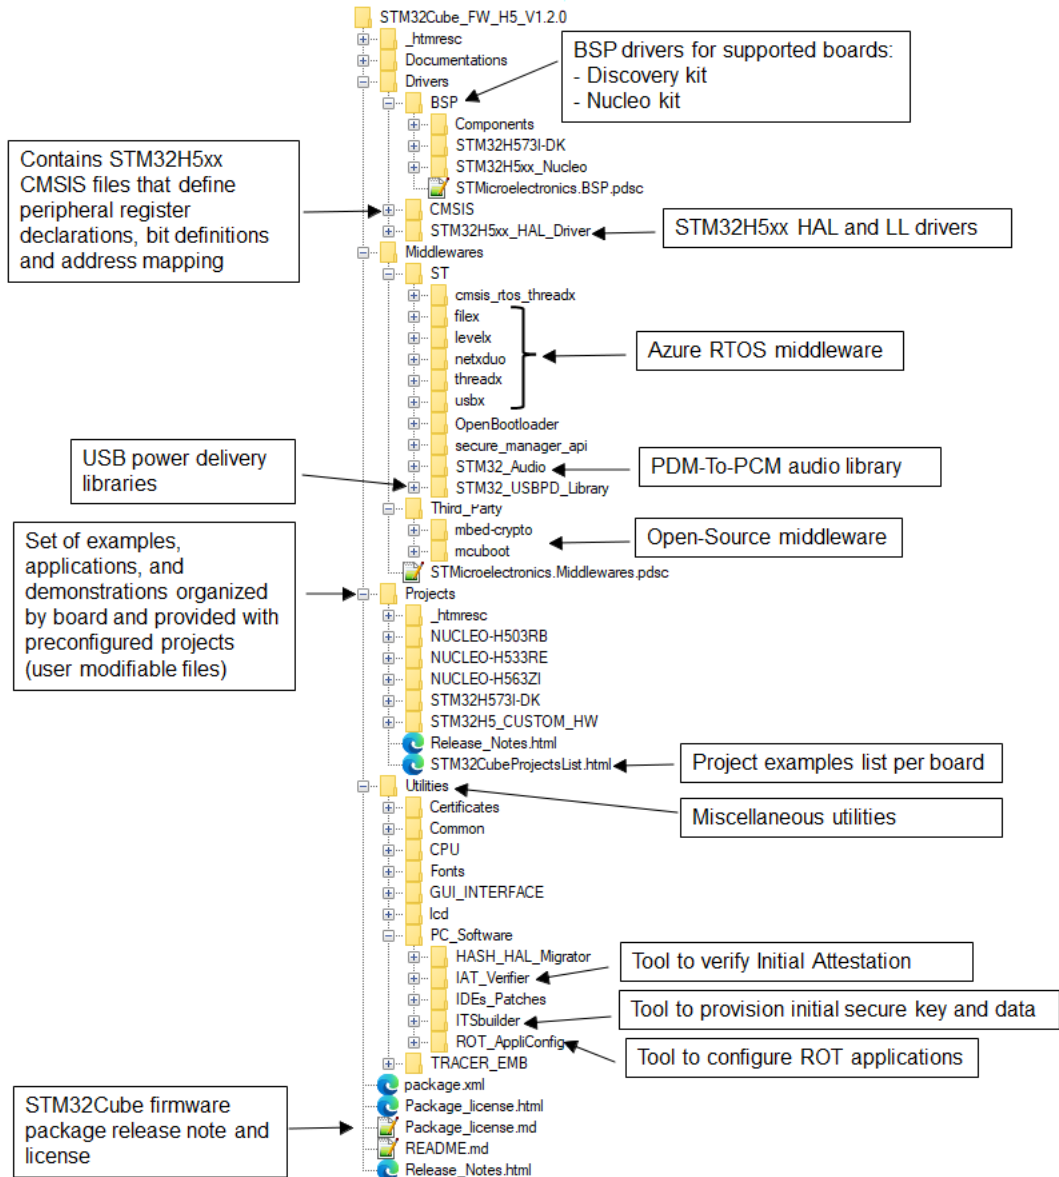 STM32Cube_FW_H5_V1.2.0
_htmresc
Documentations
Drivers
BSP
Components
STM32H573I-DK
STM32H5xx_Nucleo
STMicroelectronics.BSP.pdsc
CMSIS
STM32H5xx_HAL_Driver
Middlewares
ST
cmsis_rtos_threadx
filex
levelx
netxduo
threadx
usbx
OpenBootloader
secure_manager_api
STM32_Audio
STM32_USBPD_Library
Third_Party
mbed-crypto
mcuboot
STMicroelectronics.Middlewares.pdsc
Projects
_htmresc
NUCLEO-H503RB
NUCLEO-H533RE
NUCLEO-H563ZI
STM32H573I-DK
STM32H5_CUSTOM_HW
Release_Notes.html
STM32CubeProjectsList.html
Utilities
Certificates
Common
CPU
Fonts
GUI_INTERFACE
lcd
PC_Software
HASH_HAL_Migrator
IAT_Verifier
IDEs_Patches
ITSbuilder
ROT_AppliConfig
TRACER_EMB
package.xml
Package_license.html
Package_license.md
README.md
Release_Notes.html
Contains STM32H5xx
CMSIS files that define
peripheral register
declarations, bit definitions
and address mapping
USB power delivery
libraries
Set of examples,
applications, and
demonstrations organized
by board and provided with
preconfigured projects
(user modifiable files)
STM32Cube firmware
package release note and
license
BSP drivers for supported boards:
- Discovery kit
- Nucleo kit
STM32H5xx HAL and LL drivers
Azure RTOS middleware
PDM-To-PCM audio library
Open-Source middleware
Project examples list per board
Miscellaneous utilities
Tool to verify Initial Attestation
Tool to provision initial secure key and data
Tool to configure ROT applications